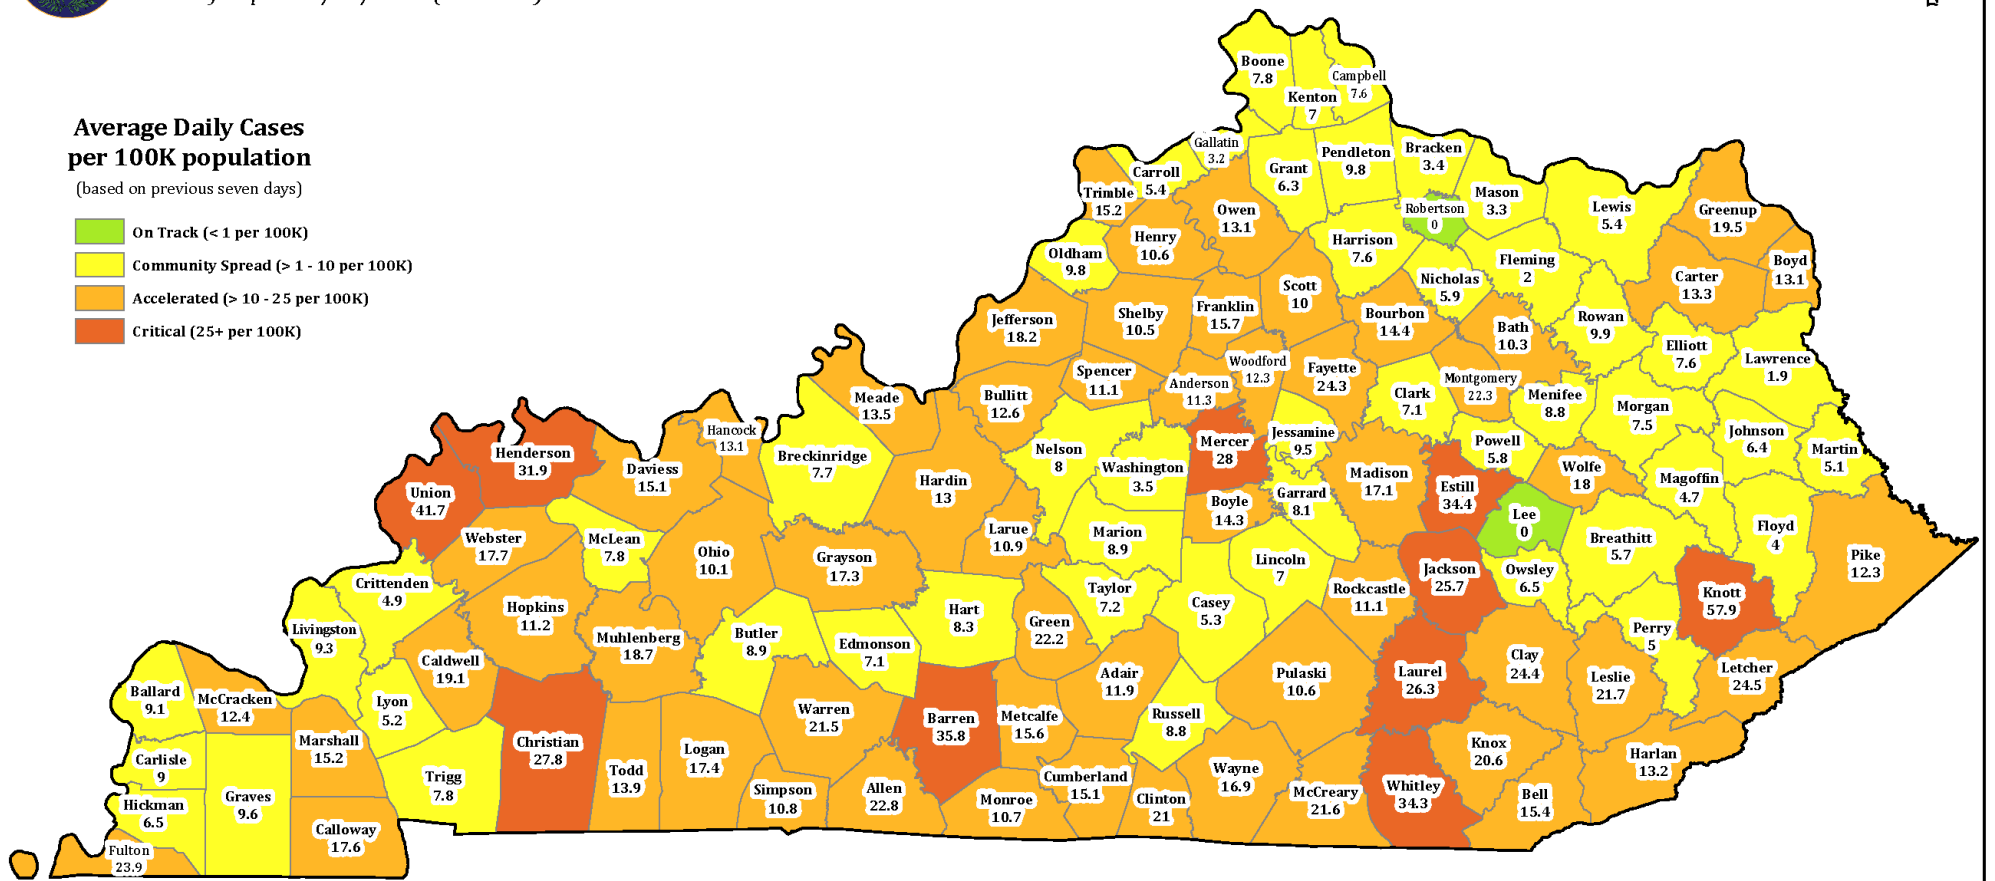 Average Daily Cases
per 100K population
(based on previous seven days)
On Track (< 1 per 100K)
Community Spread (> 1 - 10 per 100K)
Accelerated (> 10 - 25 per 100K)
Critical (25+ per 100K)
Boone
7.8
Kenton
7
Campbell
7.6
Gallatin
3.2
Carroll
5.4
Trimble
15.2
Grant
6.3
Pendleton
9.8
Bracken
3.4
Mason
3.3
Robertson
0
Lewis
5.4
Greenup
19.5
Boyd
13.1
Carter
13.3
Owen
13.1
Henry
10.6
Oldham
9.8
Harrison
7.6
Nicholas
5.9
Fleming
2
Rowan
9.9
Elliott
7.6
Lawrence
1.9
Jefferson
18.2
Shelby
10.5
Franklin
15.7
Scott
10
Bourbon
14.4
Bath
10.3
Spencer
11.1
Anderson
11.3
Woodford
12.3
Fayette
24.3
Clark
7.1
Montgomery
22.3
Menifee
8.8
Morgan
7.5
Johnson
6.4
Martin
5.1
Meade
13.5
Bullitt
12.6
Nelson
8
Washington
3.5
Mercer
28
Jessamine
9.5
Madison
17.1
Powell
5.8
Estill
34.4
Wolfe
18
Magoffin
4.7
Floyd
4
Pike
12.3
Hancock
13.1
Breckinridge
7.7
Hardin
13
Larue
10.9
Marion
8.9
Boyle
14.3
Garrard
8.1
Lincoln
7
Lee
0
Owsley
6.5
Breathitt
5.7
Jackson
25.7
Rockcastle
11.1
Knott
57.9
Perry
5
Letcher
24.5
Henderson
31.9
Union
41.7
Daviess
15.1
Webster
17.7
McLean
7.8
Ohio
10.1
Grayson
17.3
Hart
8.3
Green
22.2
Taylor
7.2
Casey
5.3
Crittenden
4.9
Livingston
9.3
Hopkins
11.2
Muhlenberg
18.7
Butler
8.9
Edmonson
7.1
Adair
11.9
Pulaski
10.6
Laurel
26.3
Clay
24.4
Leslie
21.7
Harlan
13.2
Ballard
9.1
McCracken
12.4
Lyon
5.2
Caldwell
19.1
Christian
27.8
Warren
21.5
Barren
35.8
Metcalfe
15.6
Russell
8.8
Carlisle
9
Marshall
15.2
Trigg
7.8
Todd
13.9
Logan
17.4
Simpson
10.8
Allen
22.8
Monroe
10.7
Cumberland
15.1
Clinton
21
Wayne
16.9
McCreary
21.6
Whitley
34.3
Knox
20.6
Bell
15.4
Hickman
6.5
Graves
9.6
Calloway
17.6
Fulton
23.9